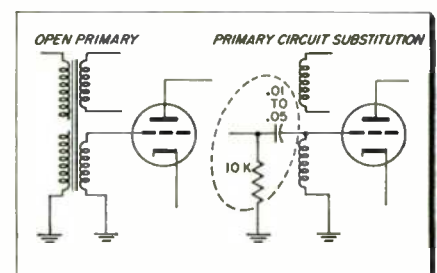 OPEN PRIMARY
PRIMARY CIRCUIT SUBSTITUTION
.01
TO
.05
10 K